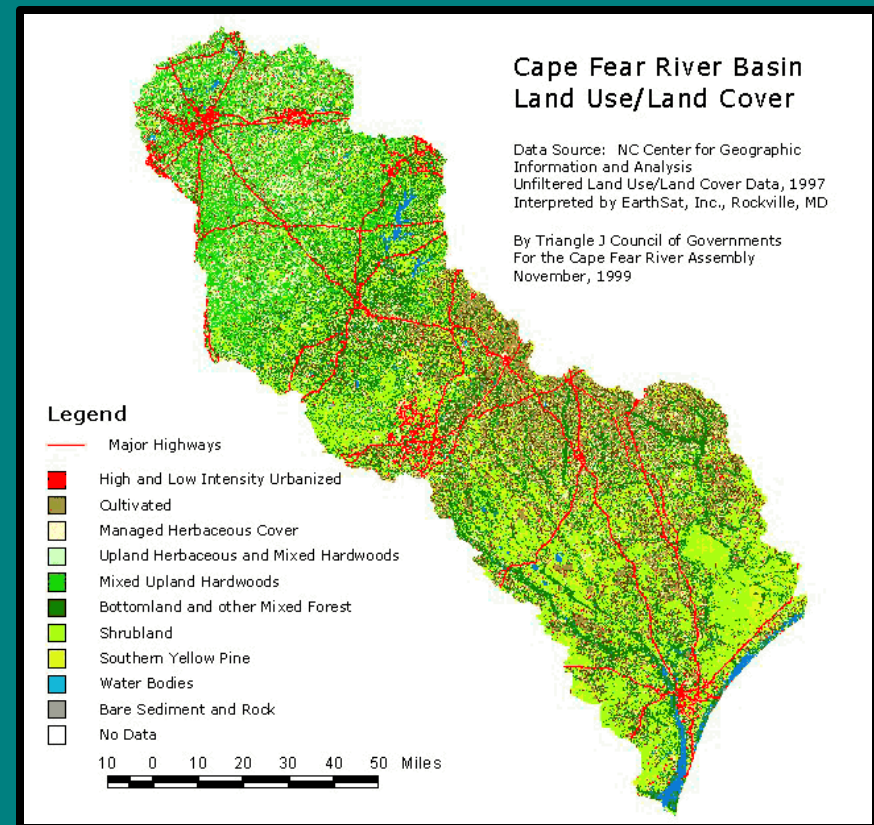 Cape Fear River Basin
Land Use/Land Cover
Data Source: NC Center for Geographic
Information and Analysis
Unfiltered Land Use/Land Cover Data, 1997
Interpreted by EarthSat, Inc., Rockville, MD
By Triangle J Council of Governments
For the Cape Fear River Assembly
November, 1999
Legend
Major Highways
High and Low Intensity Urbanized
Cultivated
Managed Herbaceous Cover
Upland Herbaceous and Mixed Hardwoods
Mixed Upland Hardwoods
Bottomland and other Mixed Forest
Shrubland
Southern Yellow Pine
Water Bodies
Bare Sediment and Rock
No Data
10 0 10 20 30 40 50 Miles